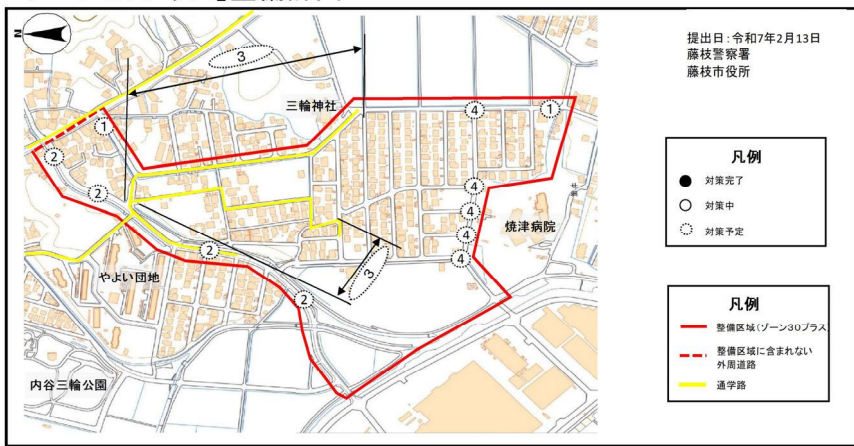 提出日：令和7年2月13日
藤枝警察署
藤枝市役所
N
3
三輪神社
1
4
1
2
2
4
4
4
4
焼津病院
2
3
やよい団地
2
内谷三輪公園
凡例
対策完了
対策中
対策予定
凡例
整備区域(ゾーン30プラス)
整備区域に含まれない
外周道路
通学路